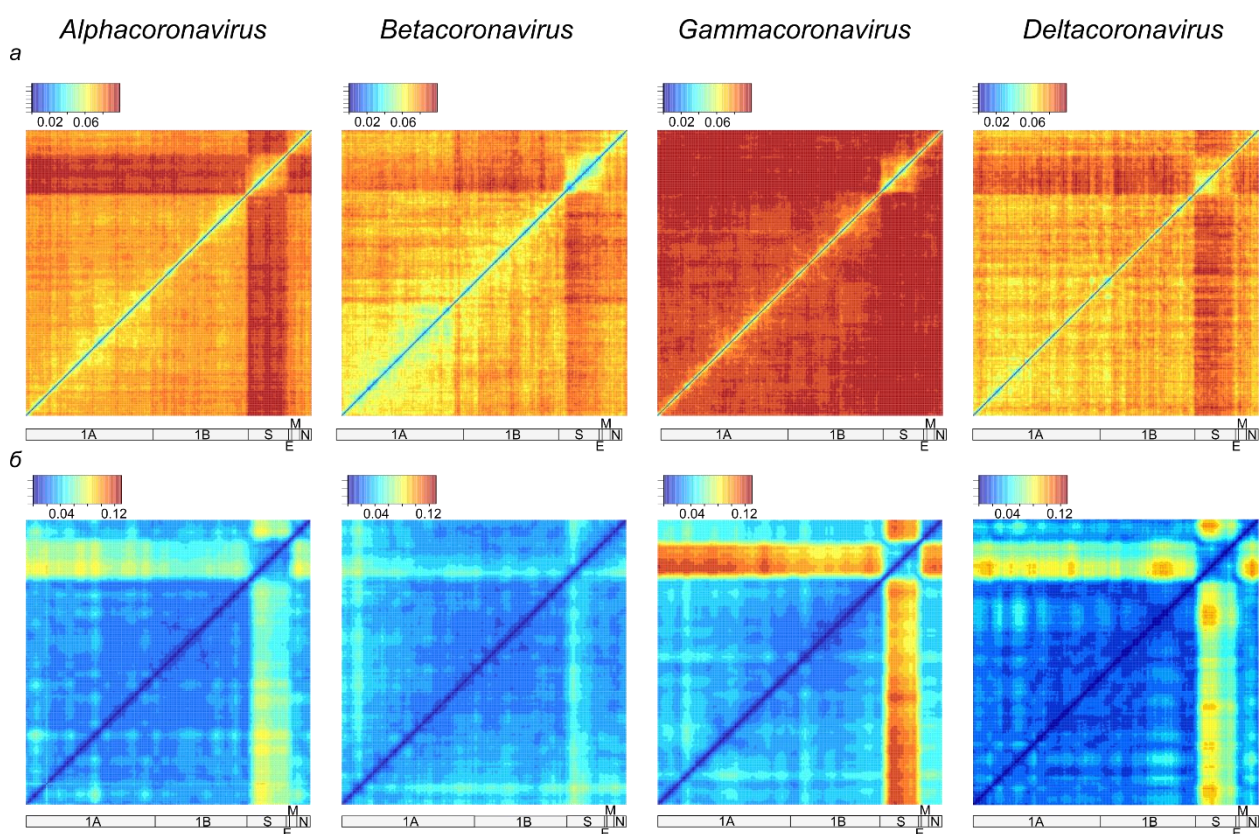 Alphacoronavirus Betacoronavirus Gammacoronavirus Deltacoronavirus
а
0.02 0.06 0.02 0.06 0.02 0.06 0.02 0.06
M M M M
1A 1B S N 1A 1B S N 1A 1B S N 1A 1B S N
E E E E
б
0.04 0.12 0.04 0.12 0.04 0.12 0.04 0.12
M M M M
1A 1B S N 1A 1B S N 1A 1B S N 1A 1B S N
E E E E